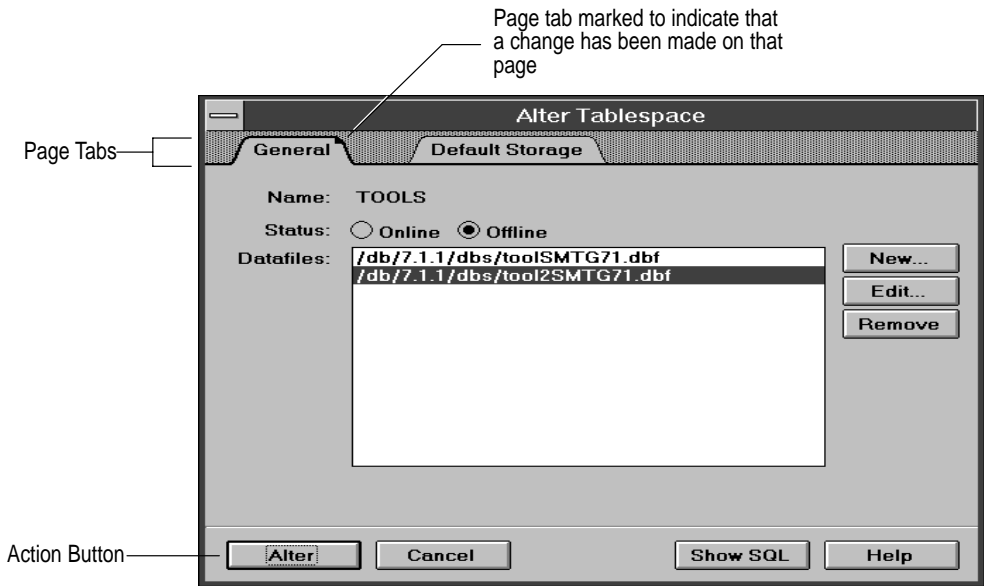 Page tab marked to indicate that
a change has been made on that
page
Page Tabs
Alter Tablespace
General
Default Storage
Name: TOOLS
Status: Online Offline
Datafiles: /db/7.1.1/dbs/toolSMTG71.dbf
/db/7.1.1/dbs/tool2SMTG71.dbf
New...
Edit...
Remove
Action Button
Alter
Cancel
Show SQL
Help